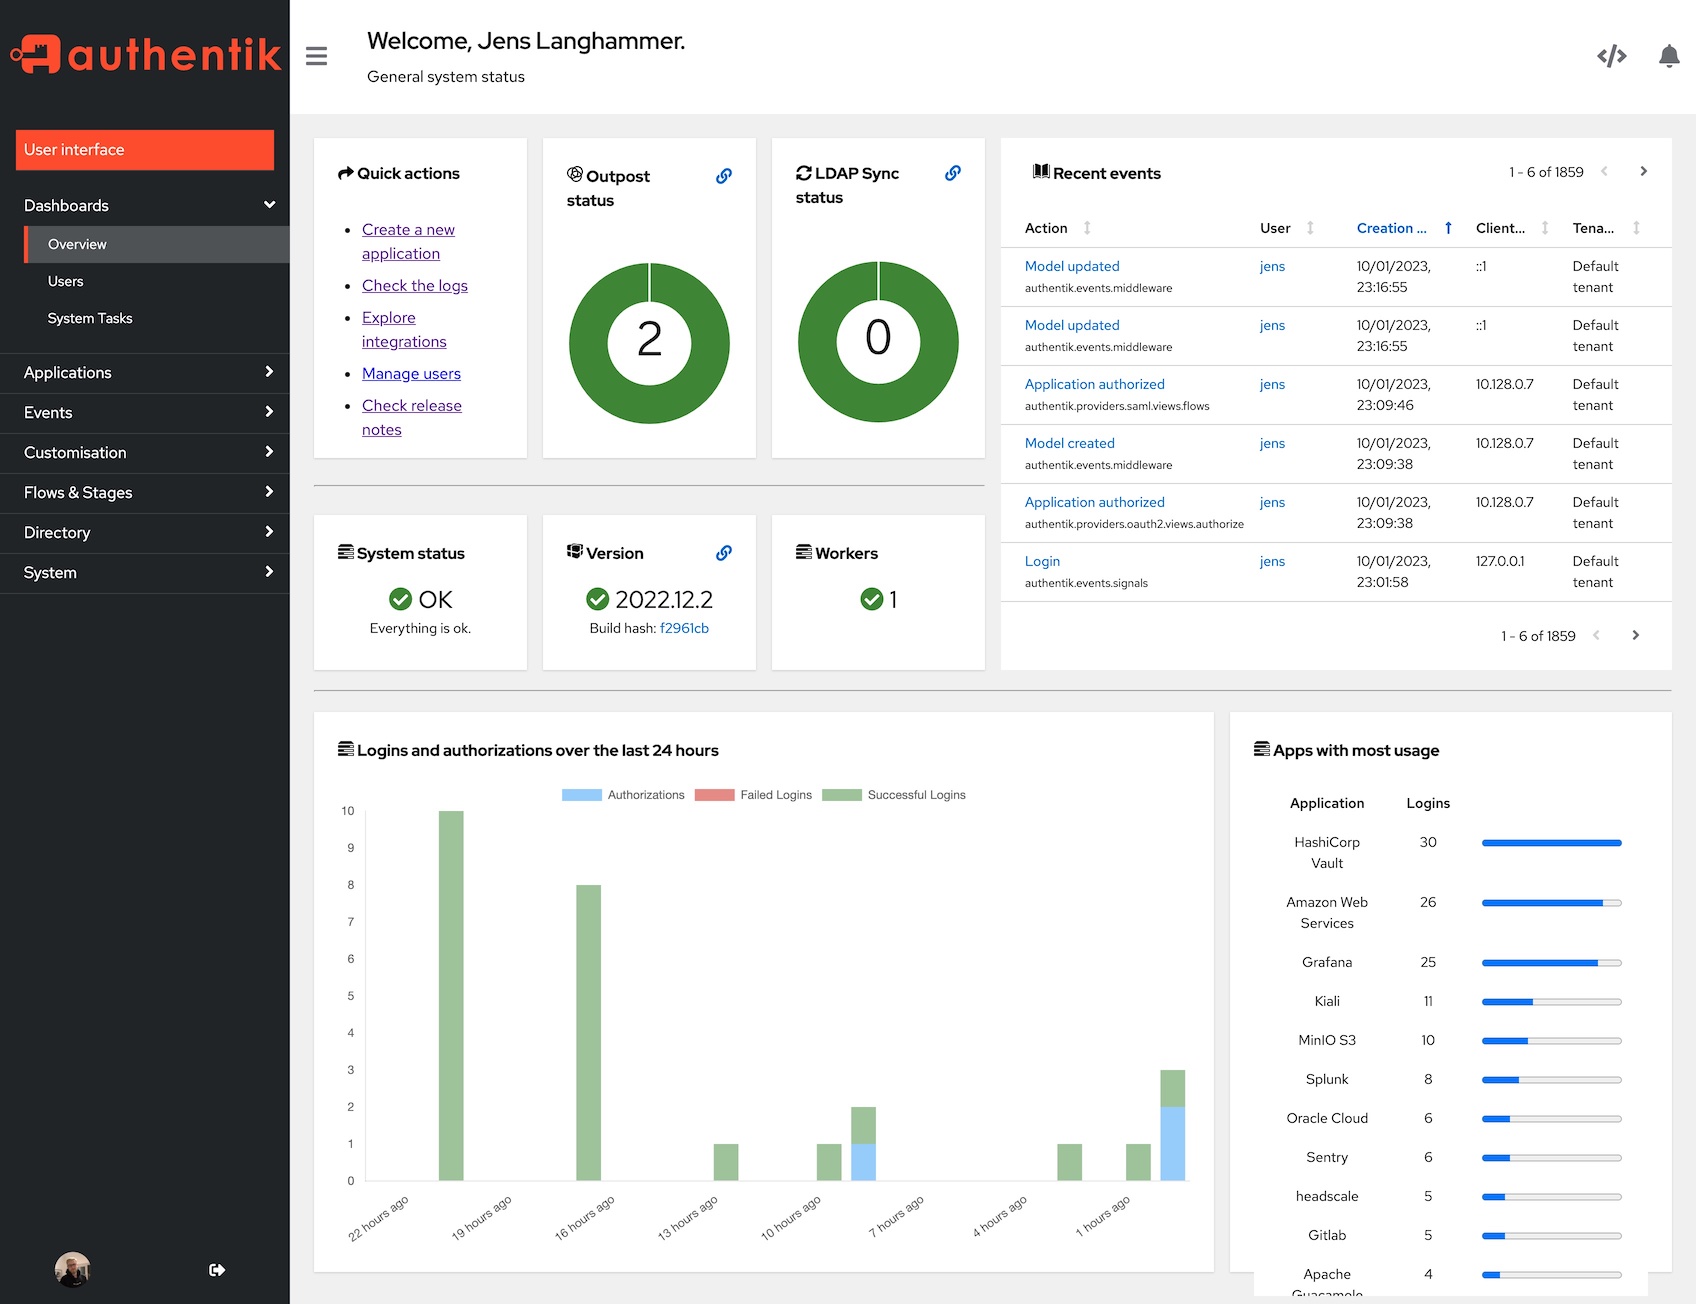 authentik
User interface
Dashboards
Overview
Users
System Tasks
Applications
Events
Customisation
Flows & Stages
Directory
System
Welcome, Jens Langhammer.
General system status
Quick actions
Create a new
application
Check the logs
Explore
integrations
Manage users
Check release
notes
Outpost
status
2
LDAP Sync
status
0
System status
OK
Everything is ok.
Version
2022.12.2
Build hash: f2961cb
Workers
1
Recent events
1 - 6 of 1859
Action User Creation ... Client... Tena...
Model updated jens 10/01/2023, ::1 Default
authentik.events.middleware 23:16:55 tenant
Model updated jens 10/01/2023, ::1 Default
authentik.events.middleware 23:16:55 tenant
Application authorized jens 10/01/2023, 10.128.0.7 Default
authentik.providers.saml.views.flows 23:09:46 tenant
Model created jens 10/01/2023, 10.128.0.7 Default
authentik.events.middleware 23:09:38 tenant
Application authorized jens 10/01/2023, 10.128.0.7 Default
authentik.providers.oauth2.views.authorize 23:09:38 tenant
Login jens 10/01/2023, 127.0.0.1 Default
authentik.events.signals 23:01:58 tenant
1 - 6 of 1859
Logins and authorizations over the last 24 hours
Authorizations Failed Logins Successful Logins
10
9
8
7
6
5
4
3
2
1
0
22 hours ago 19 hours ago 16 hours ago 13 hours ago 10 hours ago 7 hours ago 4 hours ago 1 hours ago
Apps with most usage
Application Logins
HashiCorp 30
Vault
Amazon Web 26
Services
Grafana 25
Kiali 11
MinIO S3 10
Splunk 8
Oracle Cloud 6
Sentry 6
headscale 5
Gitlab 5
Apache 4
Guacamole